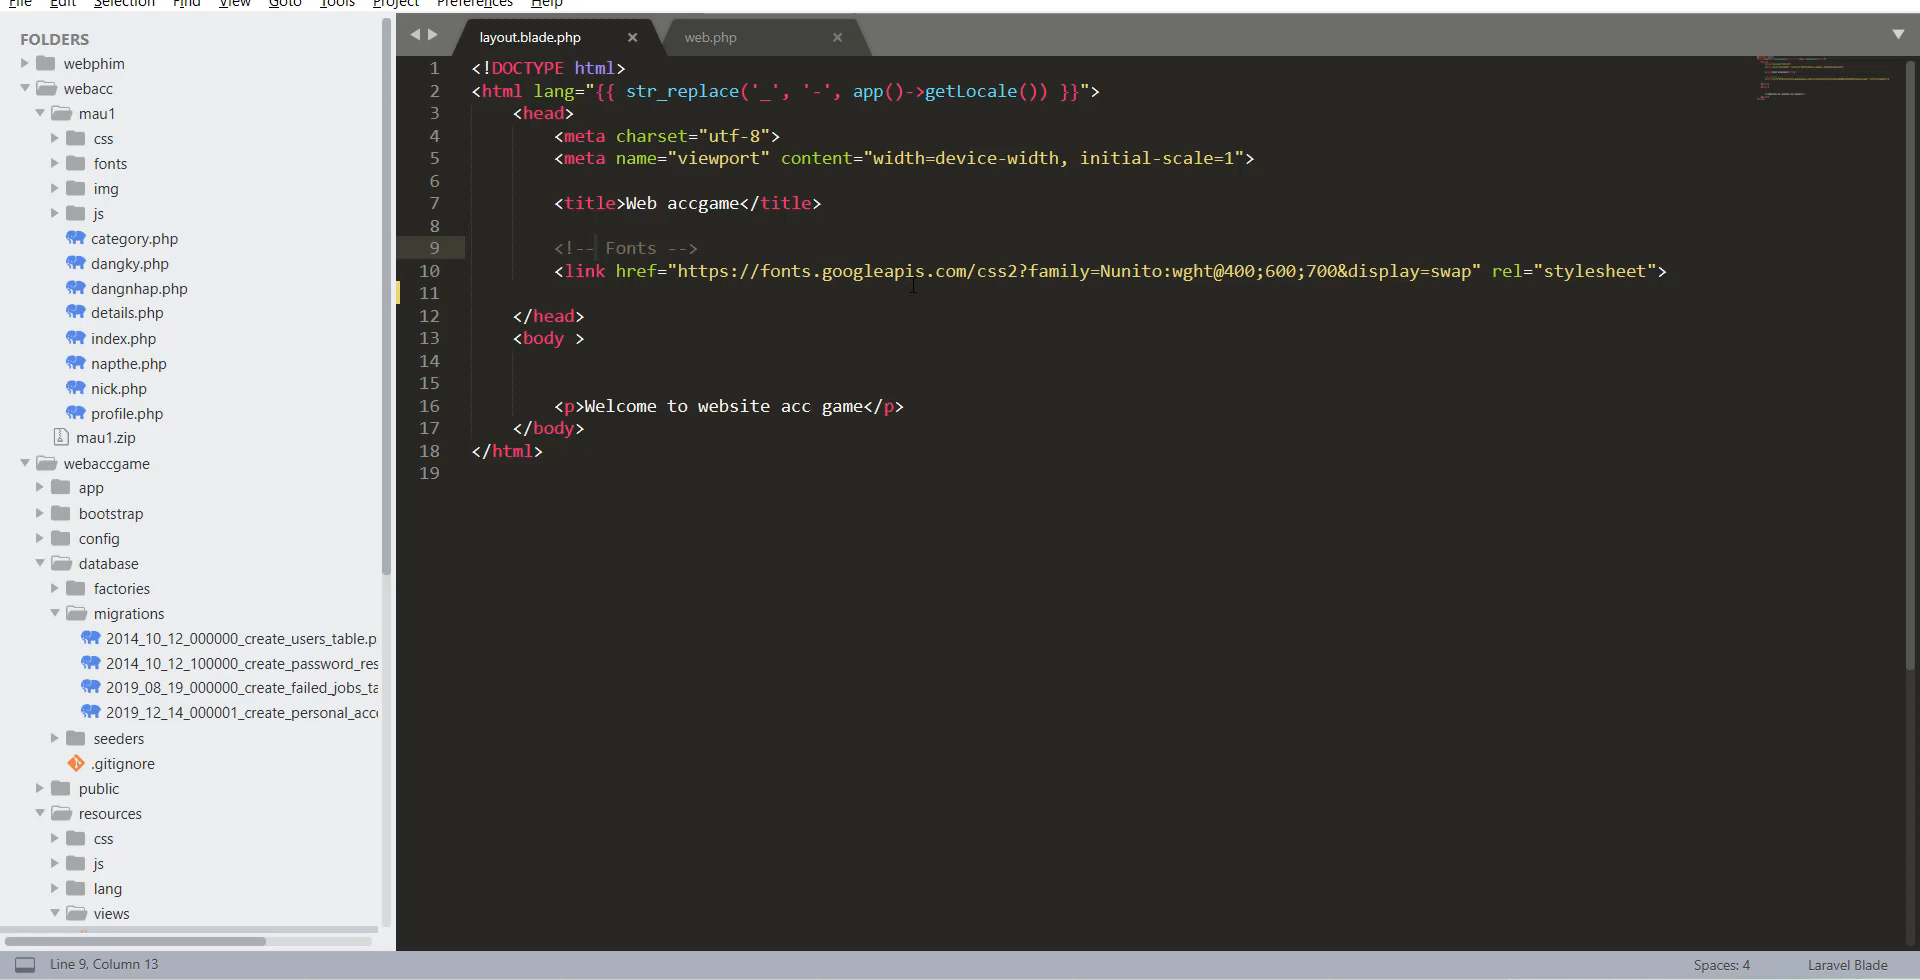 File Edit Selection Find View Goto Tools Project Preferences Help
FOLDERS
webphim
webacc
mau1
css
fonts
img
js
category.php
dangky.php
dangnhap.php
details.php
index.php
napthe.php
nick.php
profile.php
mau1.zip
webaccgame
app
bootstrap
config
database
factories
migrations
2014_10_12_000000_create_users_table.p
2014_10_12_100000_create_password_res
2019_08_19_000000_create_failed_jobs_ta
2019_12_14_000001_create_personal_acce
seeders
.gitignore
public
resources
css
js
lang
views
layout.blade.php
web.php
1 <!DOCTYPE html>
2 <html lang="{{ str_replace('_', '-', app()->getLocale()) }}">
3 <head>
4 <meta charset="utf-8">
5 <meta name="viewport" content="width=device-width, initial-scale=1">
6
7 <title>Web accgame</title>
8
9 <!-- Fonts -->
10 <link href="https://fonts.googleapis.com/css2?family=Nunito:wght@400;600;700&display=swap" rel="stylesheet">
11
12 </head>
13 <body >
14
15
16 <p>Welcome to website acc game</p>
17 </body>
18 </html>
19
Line 9, Column 13
Spaces: 4
Laravel Blade